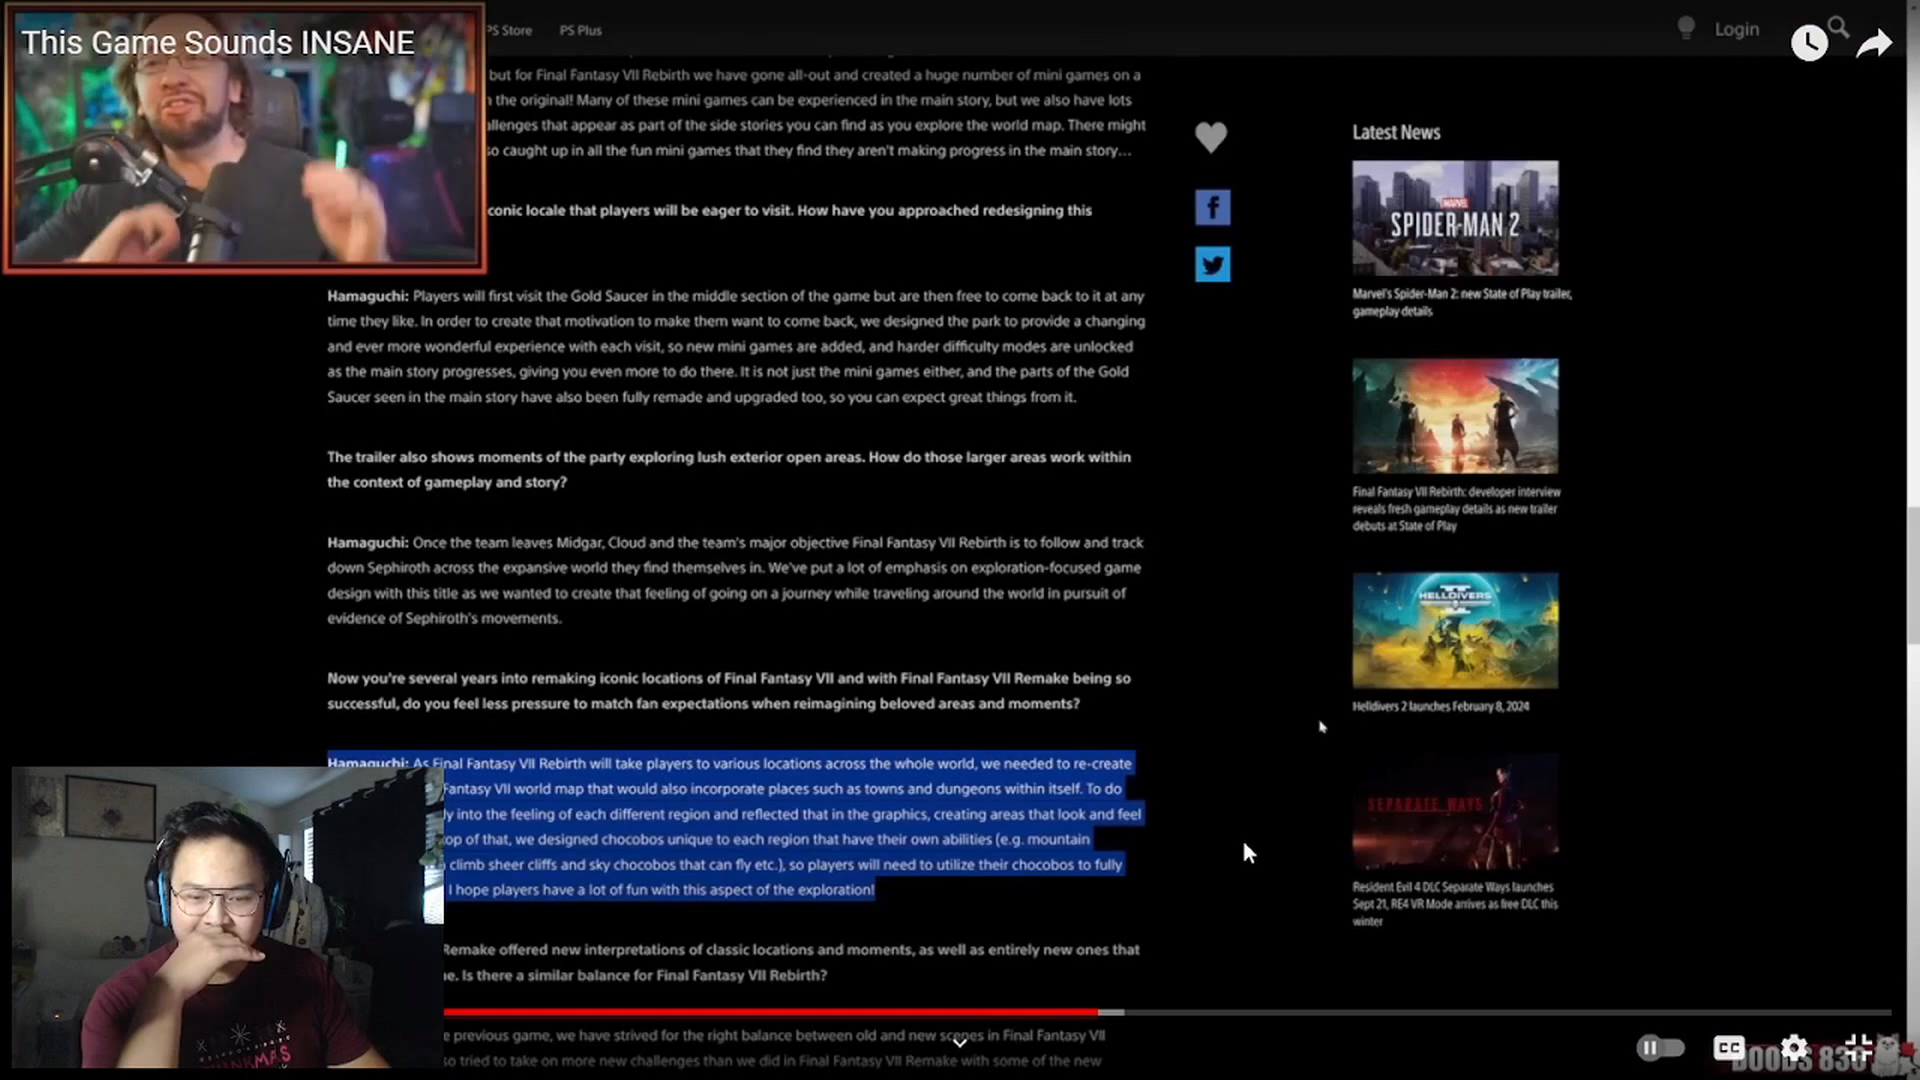 This Game Sounds INSANE
PS Store PS Plus
Login
but for Final Fantasy VII Rebirth we have gone all-out and created a huge number of mini games on a
the original! Many of these mini games can be experienced in the main story, but we also have lots
llenges that appear as part of the side stories you can find as you explore the world map. There might
so caught up in all the fun mini games that they find they aren't making progress in the main story...
conic locale that players will be eager to visit. How have you approached redesigning this
Hamaguchi: Players will first visit the Gold Saucer in the middle section of the game but are then free to come back to it at any
time they like. In order to create that motivation to make them want to come back, we designed the park to provide a changing
and ever more wonderful experience with each visit, so new mini games are added, and harder difficulty modes are unlocked
as the main story progresses, giving you even more to do there. It is not just the mini games either, and the parts of the Gold
Saucer seen in the main story have also been fully remade and upgraded too, so you can expect great things from it.
The trailer also shows moments of the party exploring lush exterior open areas. How do those larger areas work within
the context of gameplay and story?
Hamaguchi: Once the team leaves Midgar, Cloud and the team's major objective Final Fantasy VII Rebirth is to follow and track
down Sephiroth across the expansive world they find themselves in. We've put a lot of emphasis on exploration-focused game
design with this title as we wanted to create that feeling of going on a journey while traveling around the world in pursuit of
evidence of Sephiroth's movements.
Now you're several years into remaking iconic locations of Final Fantasy VII and with Final Fantasy VII Remake being so
successful, do you feel less pressure to match fan expectations when reimagining beloved areas and moments?
Hamaguchi: As Final Fantasy VII Rebirth will take players to various locations across the whole world, we needed to re-create
Fantasy VII world map that would also incorporate places such as towns and dungeons within itself. To do
y into the feeling of each different region and reflected that in the graphics, creating areas that look and feel
op of that, we designed chocobos unique to each region that have their own abilities (e.g. mountain
climb sheer cliffs and sky chocobos that can fly etc.), so players will need to utilize their chocobos to fully
I hope players have a lot of fun with this aspect of the exploration!
Remake offered new interpretations of classic locations and moments, as well as entirely new ones that
e. Is there a similar balance for Final Fantasy VII Rebirth?
e previous game, we have strived for the right balance between old and new scenes in Final Fantasy VII
so tried to take on more new challenges than we did in Final Fantasy VII Remake with some of the new
Latest News
MARVEL
SPIDER-MAN 2
Marvel's Spider-Man 2: new State of Play trailer,
gameplay details
Final Fantasy VII Rebirth: developer interview
reveals fresh gameplay details as new trailer
debuts at State of Play
HELLDIVERS
II
Helldivers 2 launches February 8, 2024
SEPARATE WAYS
Resident Evil 4 DLC Separate Ways launches
Sept 21, RE4 VR Mode arrives as free DLC this
winter
CC
DOODS 830